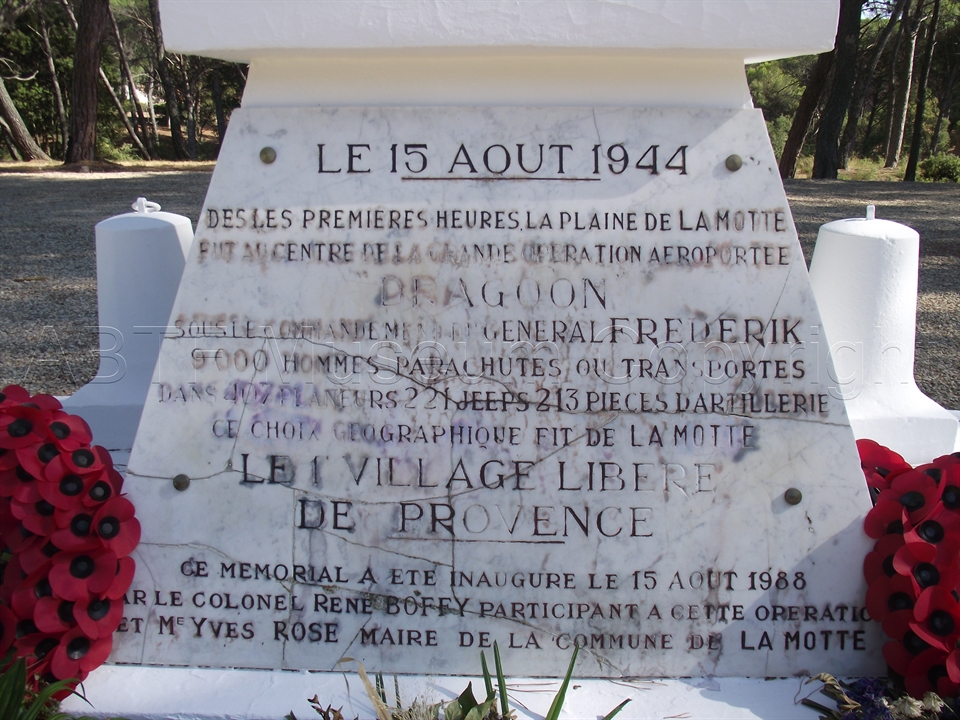 LE 15 AOUT 1944
DES LES PREMIERES HEURES, LA PLAINE DE LA MOTTE
FUT AU CENTRE DE LA GRANDE OPERATION AEROPORTEE
DRAGOON
SOUS LE COMMANDEMENT DU GENERAL FREDERIK
9000 HOMMES PARACHUTES OU TRANSPORTES
DANS 407 PLANEURS 221 JEEPS 213 PIECES D'ARTILLERIE
CE CHOIX GEOGRAPHIQUE FIT DE LA MOTTE
LE 1 VILLAGE LIBERE
DE PROVENCE
CE MEMORIAL A ETE INAUGURE LE 15 AOUT 1988
AR LE COLONEL RENE BOFFY PARTICIPANT A CETTE OPERATIO
ET Me YVES ROSE MAIRE DE LA COMMUNE DE LA MOTTE